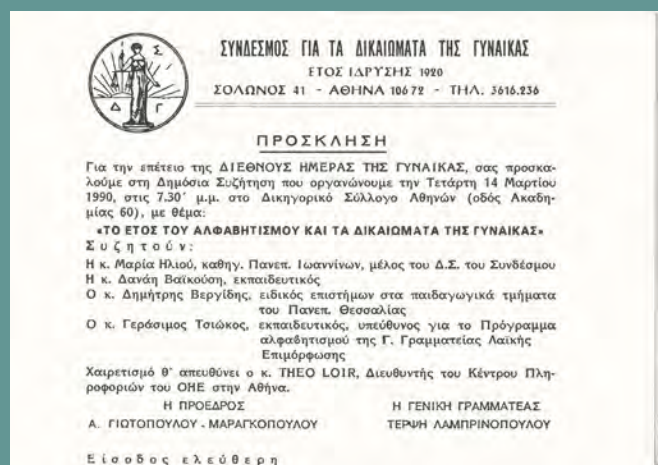 Σ
Δ Γ
ΣΥΝΔΕΣΜΟΣ ΓΙΑ ΤΑ ΔΙΚΑΙΩΜΑΤΑ ΤΗΣ ΓΥΝΑΙΚΑΣ
ΕΤΟΣ ΙΔΡΥΣΗΣ 1920
ΣΟΛΩΝΟΣ 41 - ΑΘΗΝΑ 106 72 - ΤΗΛ. 3616.236
ΠΡΟΣΚΛΗΣΗ
Για την επέτειο της ΔΙΕΘΝΟΥΣ ΗΜΕΡΑΣ ΤΗΣ ΓΥΝΑΙΚΑΣ, σας προσκα-
λούμε στη Δημόσια Συζήτηση που οργανώνουμε την Τετάρτη 14 Μαρτίου
1990, στις 7.30΄ μ.μ. στο Δικηγορικό Σύλλογο Αθηνών (οδός Ακαδη-
μίας 60), με θέμα:
«ΤΟ ΕΤΟΣ ΤΟΥ ΑΛΦΑΒΗΤΙΣΜΟΥ ΚΑΙ ΤΑ ΔΙΚΑΙΩΜΑΤΑ ΤΗΣ ΓΥΝΑΙΚΑΣ»
Συζητούν:
Η κ. Μαρία Ηλιού, καθηγ. Πανεπ. Ιωαννίνων, μέλος του Δ.Σ. του Συνδέσμου
Η κ. Δανάη Βαϊκούση, εκπαιδευτικός
Ο κ. Δημήτρης Βεργίδης, ειδικός επιστήμων στα παιδαγωγικά τμήματα
του Πανεπ. Θεσσαλίας
Ο κ. Γεράσιμος Τσιώκος, εκπαιδευτικός, υπεύθυνος για το Πρόγραμμα
αλφαβητισμού της Γ. Γραμματείας Λαϊκής
Επιμόρφωσης
Χαιρετισμό θ' απευθύνει ο κ. THEO LOIR, Διευθυντής του Κέντρου Πλη-
ροφοριών του ΟΗΕ στην Αθήνα.
Η ΠΡΟΕΔΡΟΣ Η ΓΕΝΙΚΗ ΓΡΑΜΜΑΤΕΑΣ
Α. ΓΙΩΤΟΠΟΥΛΟΥ - ΜΑΡΑΓΚΟΠΟΥΛΟΥ ΤΕΡΨΗ ΛΑΜΠΡΙΝΟΠΟΥΛΟΥ
Είσοδος ελεύθερη